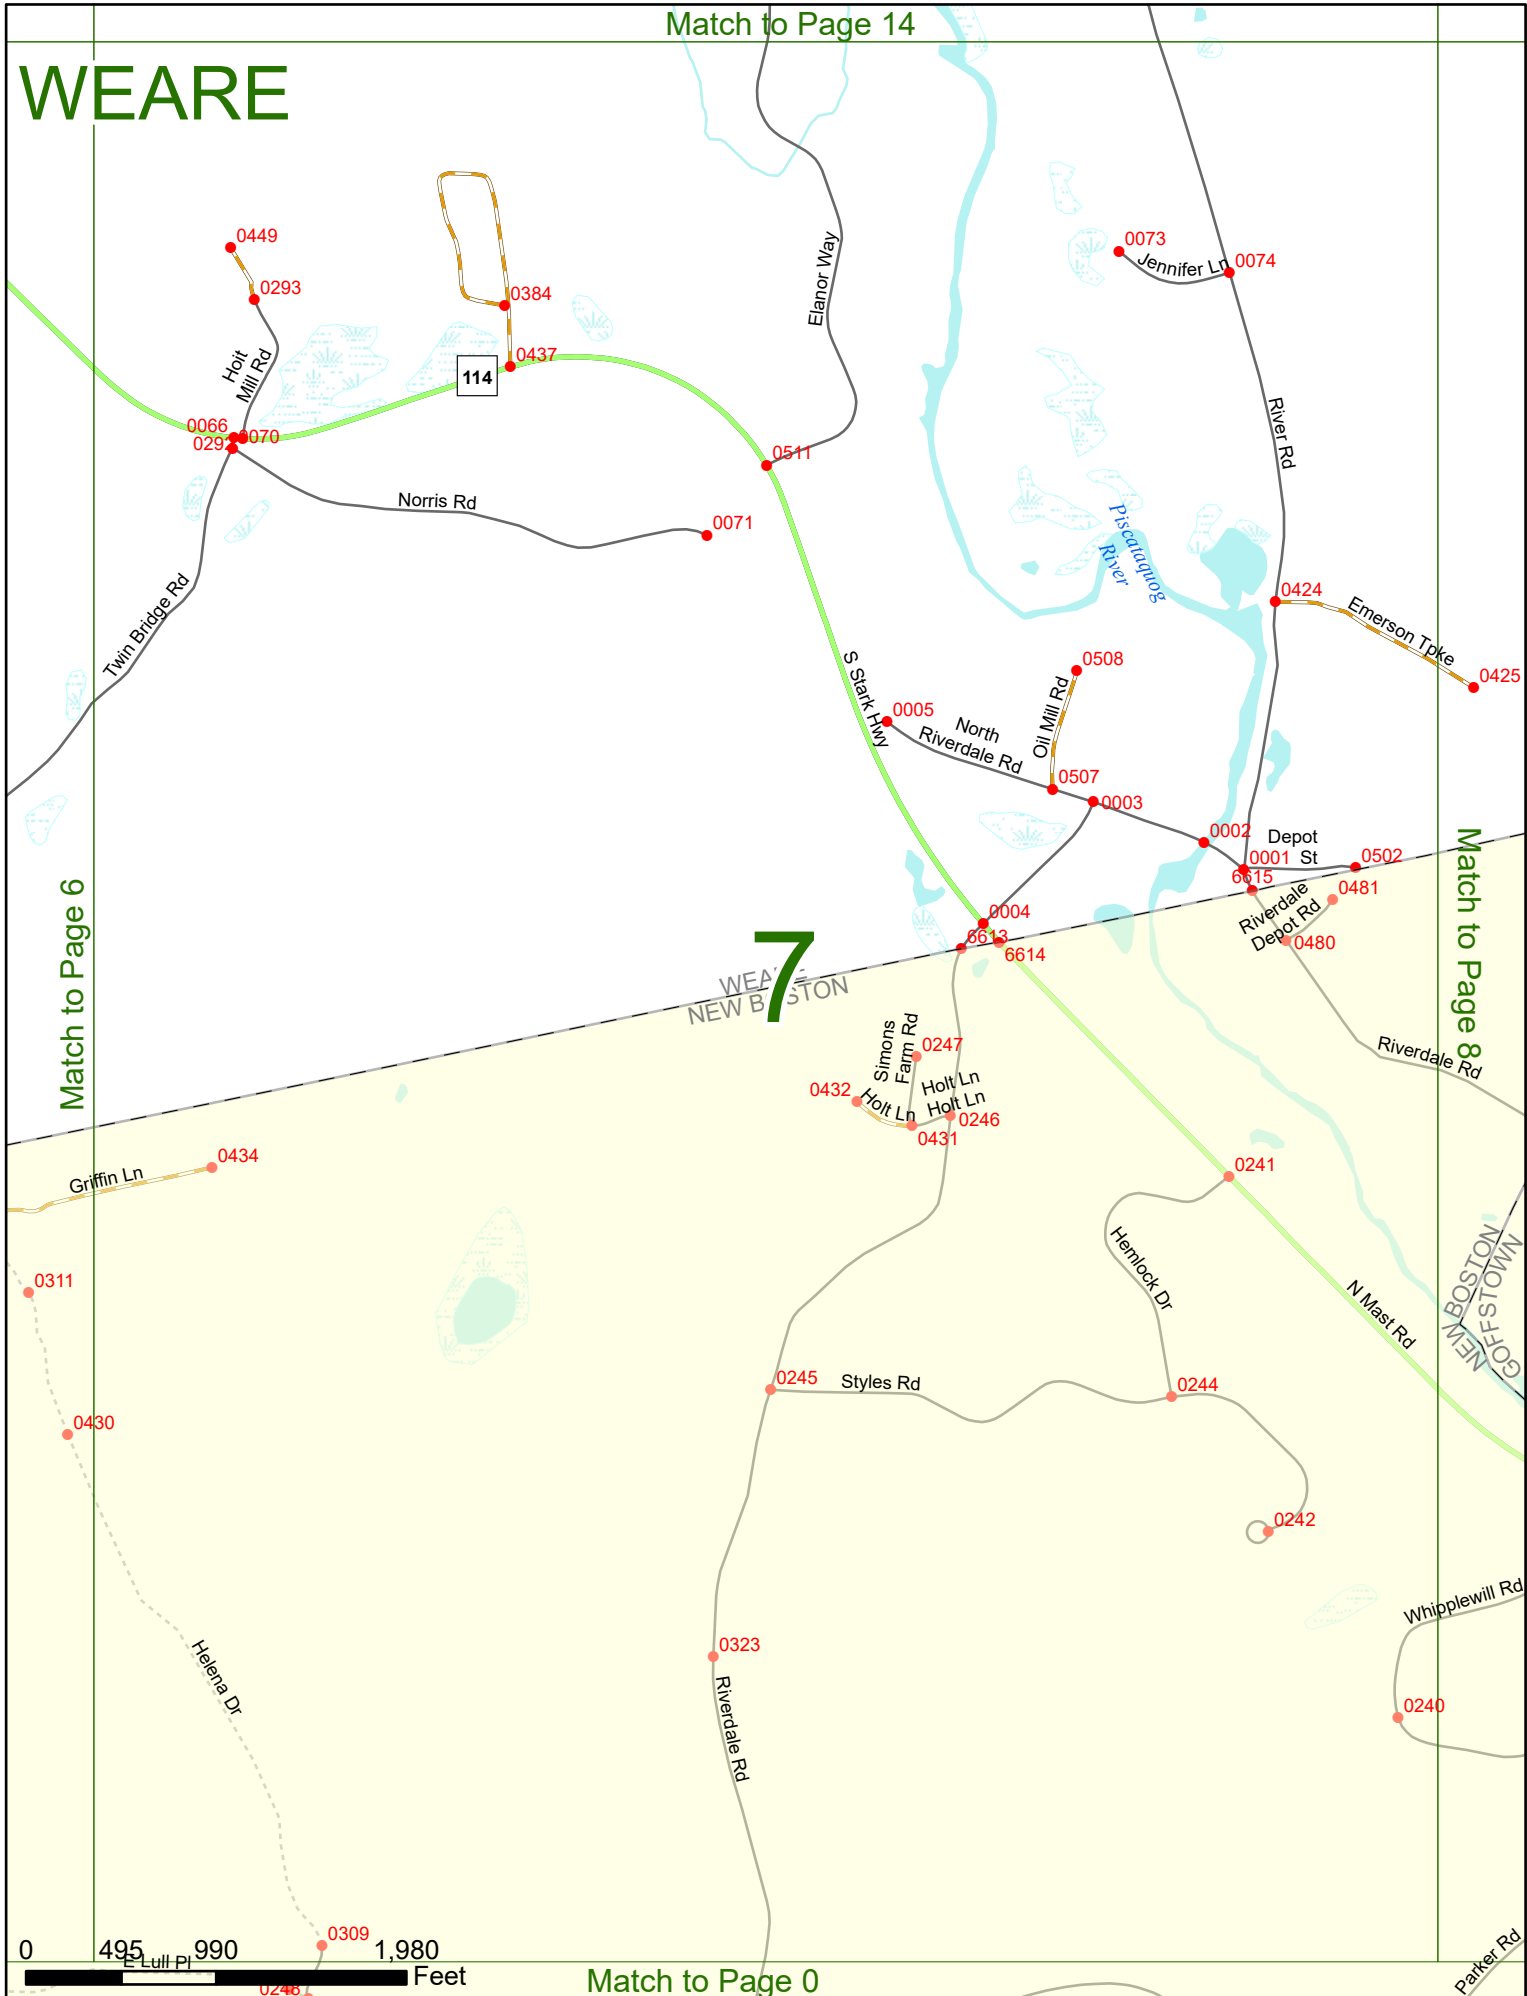 Match to Page 14
WEARE
0449
0293
0384
0437
Hoit
Mill Rd
114
0066
0070
Norris Rd
0071
Twin Bridge Rd
Elanor Way
0511
0073
Jennifer Ln
0074
River Rd
Piscataquog
River
0424
Emerson Tpke
0425
S Stark Hwy
0508
Oil Mill Rd
0005
North
Riverdale Rd
0507
0003
0002
Depot
St
0001
0502
6615
0481
Riverdale
Depot Rd
0480
0004
6613
6614
7
WEARE
NEW BOSTON
Match to Page 6
Match to Page 8
Riverdale Rd
Simons
Farm Rd
0247
0432
Holt Ln
Holt Ln
Holt Ln
0246
0431
0434
Griffin Ln
0241
Hemlock Dr
N Mast Rd
NEW BOSTON
GOFFSTOWN
NEW
0311
0430
0245
Styles Rd
0244
0242
Whipplewill Rd
0240
Helena Dr
0323
Riverdale Rd
0309
0 495 990 1,980
E Lull Pl
Feet
0248
Match to Page 0
Parker Rd